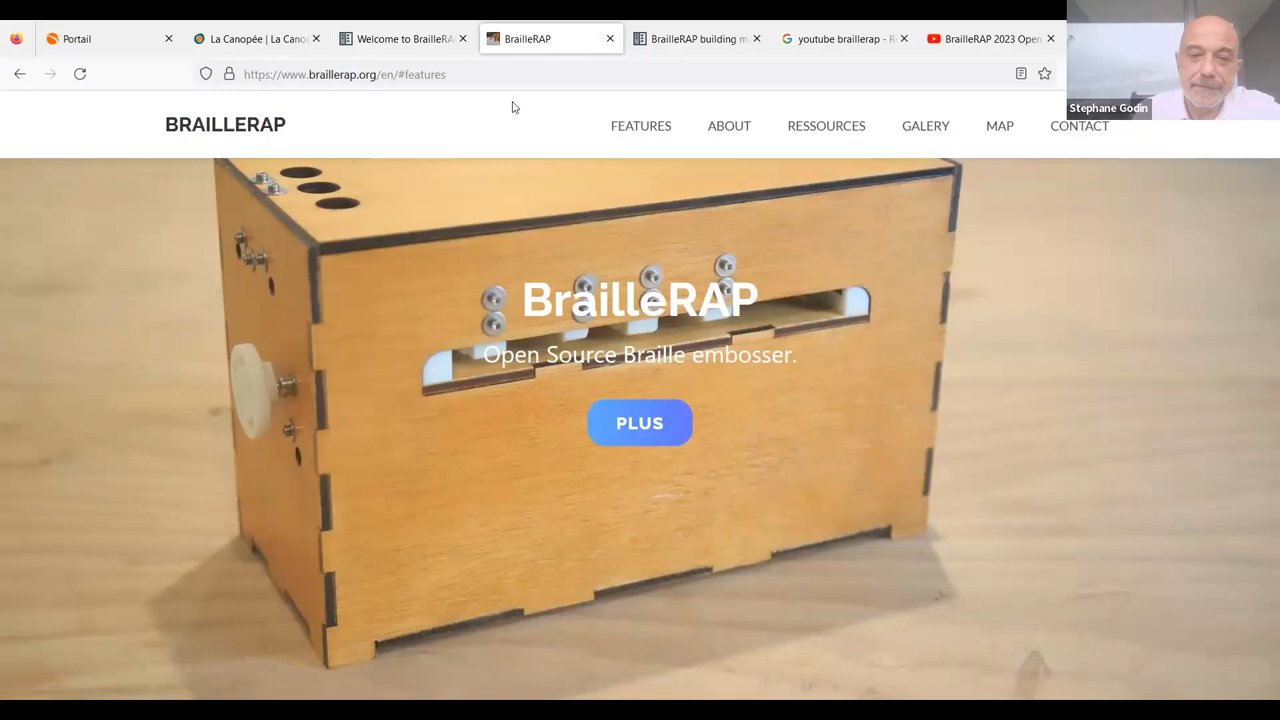 Portail
La Canopée | La Cano
Welcome to BrailleRA
BrailleRAP
BrailleRAP building m
youtube braillerap - R
BrailleRAP 2023 Open
https://www.braillerap.org/en/#features
Stephane Godin
BRAILLERAP
FEATURES
ABOUT
RESSOURCES
GALERY
MAP
CONTACT
BrailleRAP
Open Source Braille embosser.
PLUS